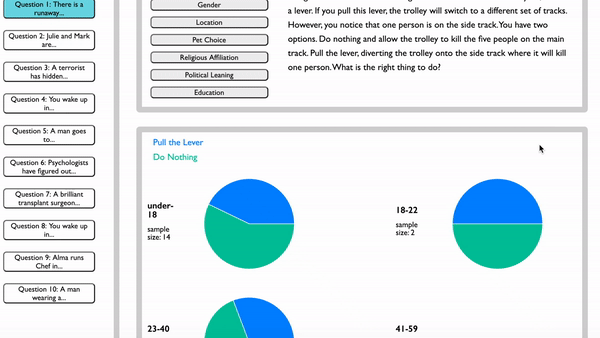 Question 1: There is a
runaway...
Question 2: Julie and Mark
are...
Question 3: A terrorist
has hidden...
Question 4: You wake up
in...
Question 5: A man goes
to...
Question 6: Psychologists
have figured out...
Question 7: A brilliant
transplant surgeon...
Question 8: You wake up
in...
Question 9: Alma runs
Chef in...
Question 10: A man
wearing a...
Gender
Location
Pet Choice
Religious Affiliation
Political Leaning
Education
a lever. If you pull this lever, the trolley will switch to a different set of tracks.
However, you notice that one person is on the side track. You have two
options. Do nothing and allow the trolley to kill the five people on the main
track. Pull the lever, diverting the trolley onto the side track where it will kill
one person. What is the right thing to do?
Pull the Lever
Do Nothing
under-
18
sample
size: 14
18-22
sample
size: 2
23-40
41-59